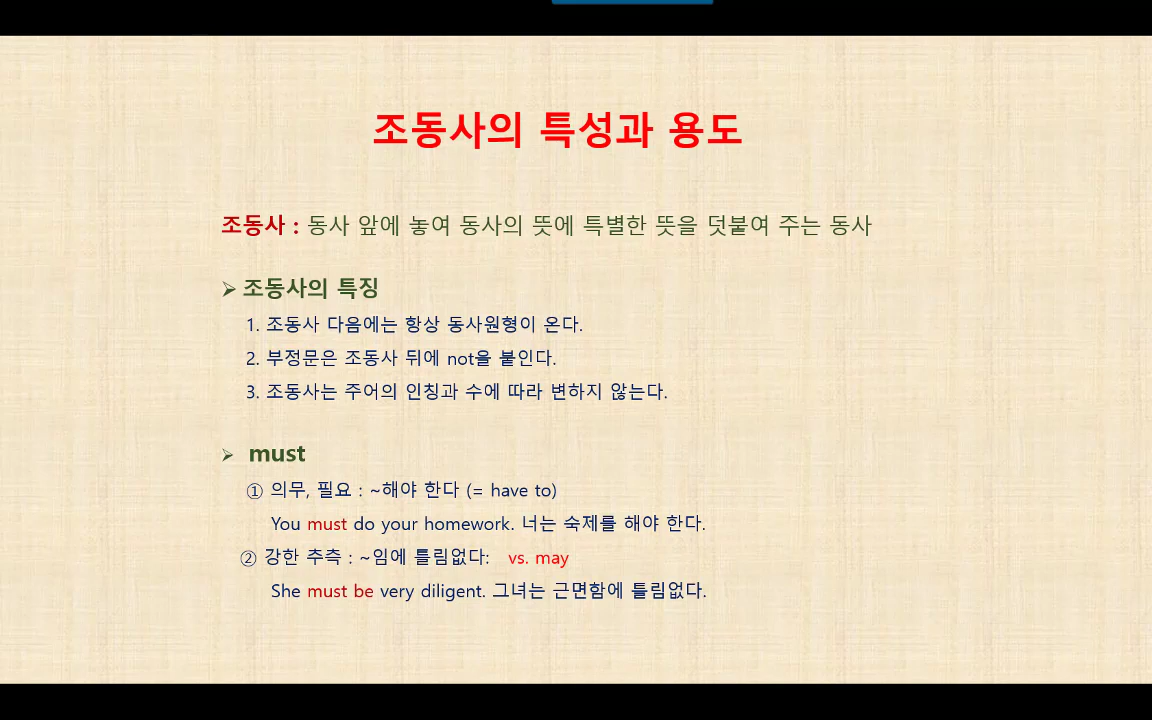 조동사의 특성과 용도
조동사 : 동사 앞에 놓여 동사의 뜻에 특별한 뜻을 덧붙여 주는 동사
➢ 조동사의 특징
1. 조동사 다음에는 항상 동사원형이 온다.
2. 부정문은 조동사 뒤에 not을 붙인다.
3. 조동사는 주어의 인칭과 수에 따라 변하지 않는다.
➢ must
① 의무, 필요 : ~해야 한다 (= have to)
You must do your homework. 너는 숙제를 해야 한다.
② 강한 추측 : ~임에 틀림없다: vs. may
She must be very diligent. 그녀는 근면함에 틀림없다.